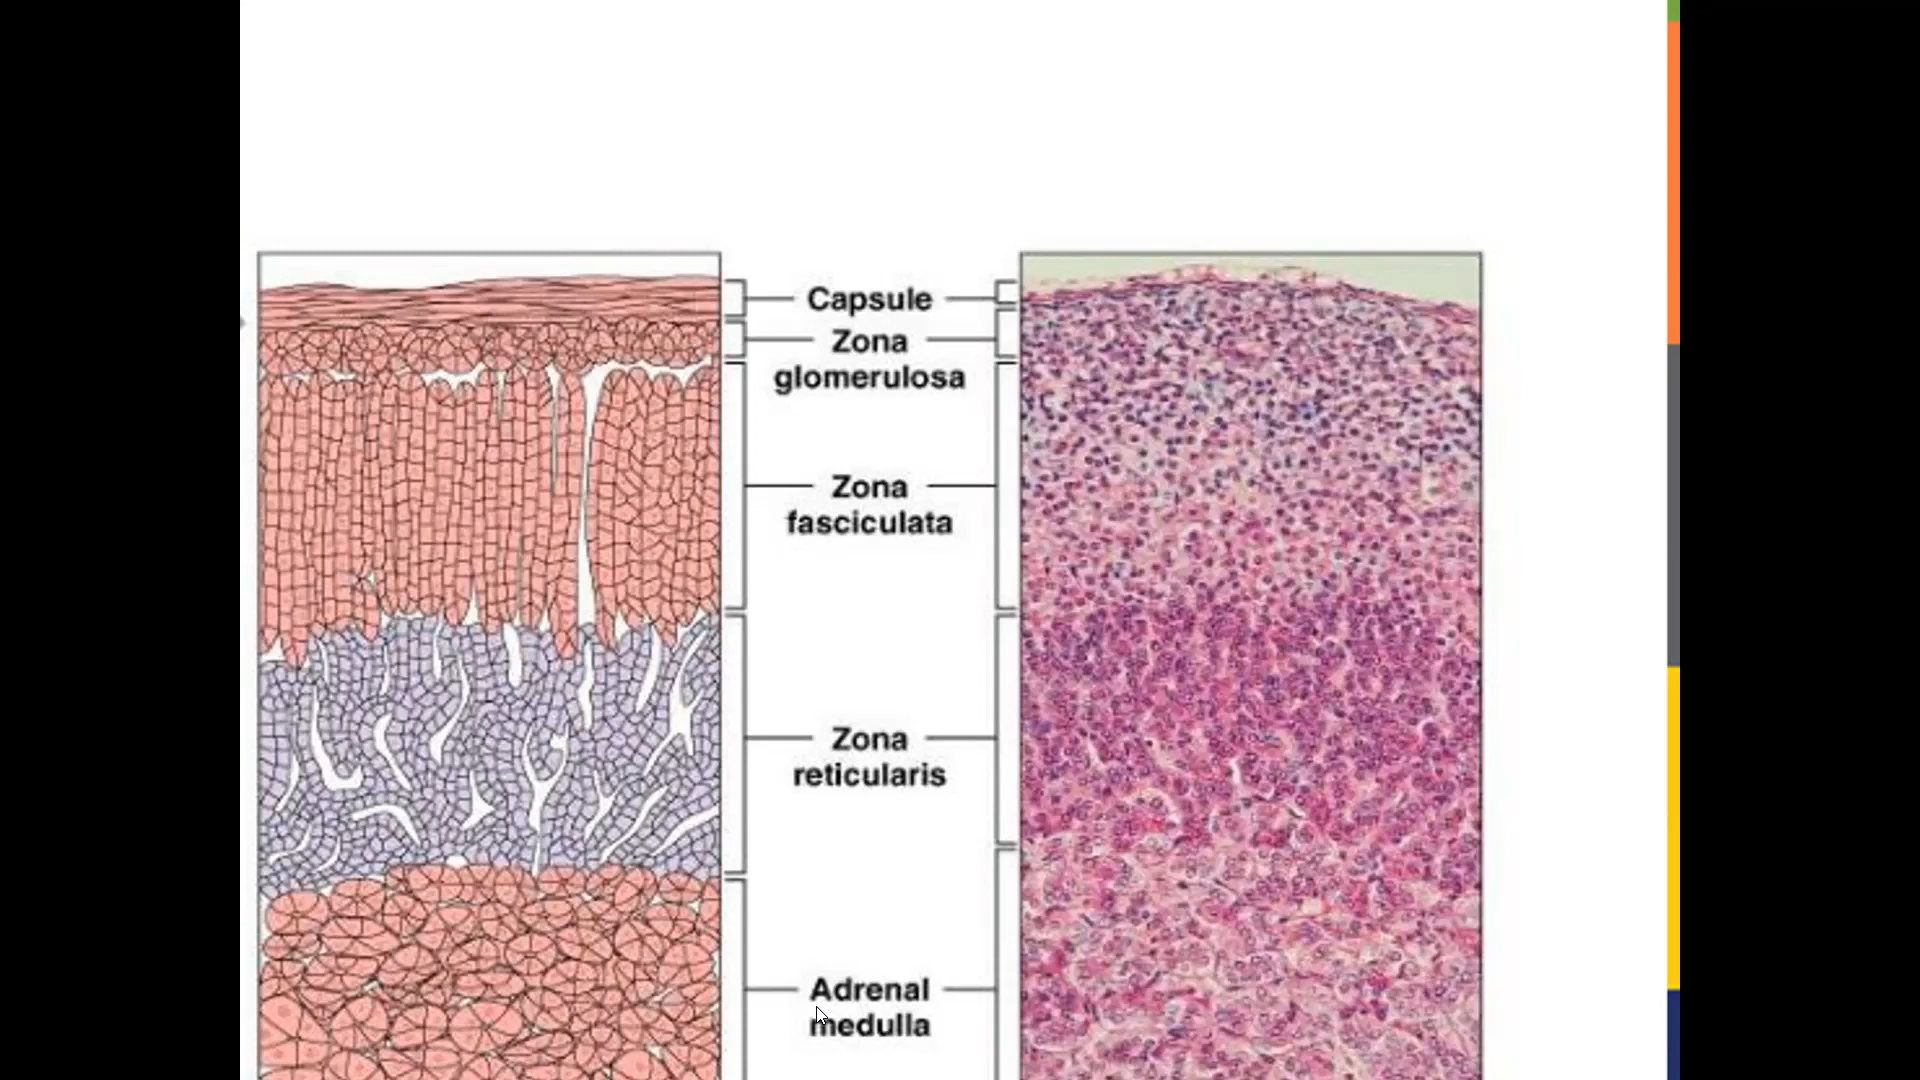 Capsule
Zona
glomerulosa
Zona
fasciculata
Zona
reticularis
Adrenal
medulla